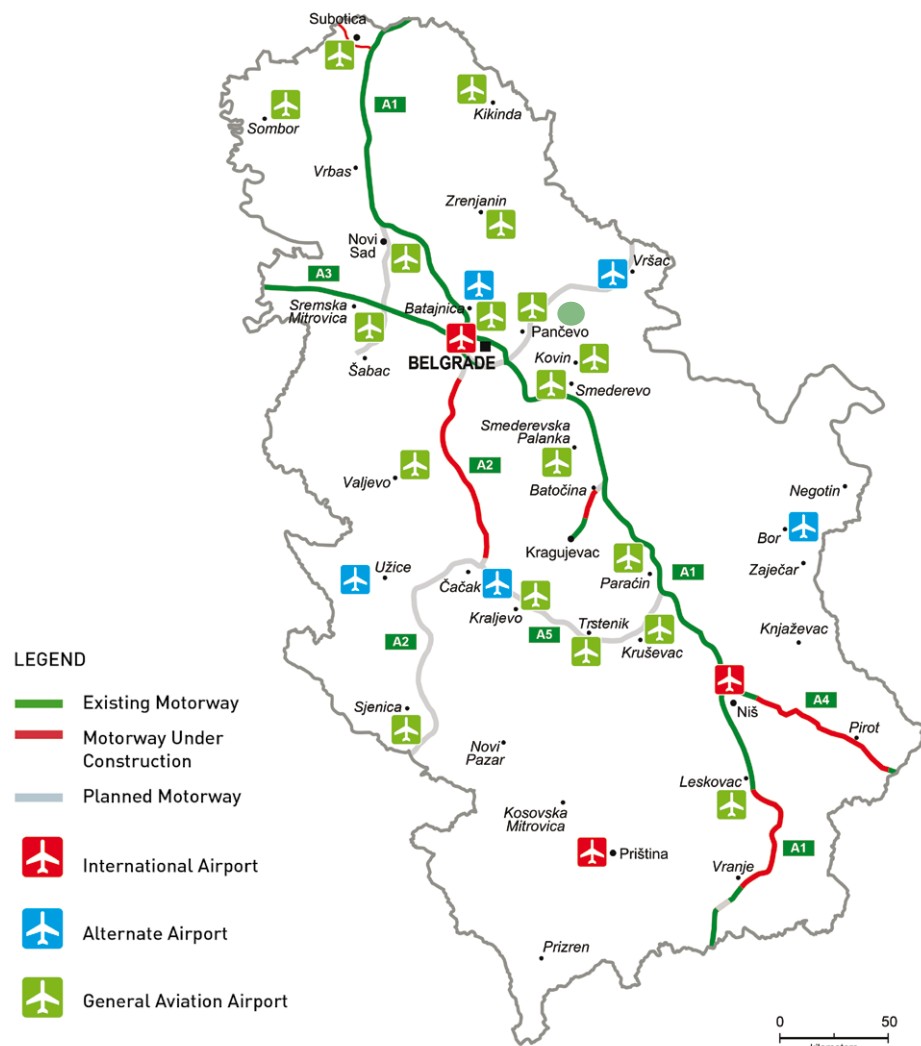 Subotica
A1
Kikinda
Sombor
Vrbas
Zrenjanin
Novi
Sad
Vršac
A3
Sremska
Mitrovica
Batajnica
Pančevo
BELGRADE
Šabac
Kovin
Smederevo
Smederevska
Palanka
A2
Valjevo
Batočina
Negotin
Bor
Kragujevac
Zaječar
Užice
Čačak
Paraćin
A1
Kraljevo
A5
Trstenik
Kruševac
Knjaževac
A2
LEGEND
Existing Motorway
Motorway Under
Construction
Planned Motorway
International Airport
Alternate Airport
General Aviation Airport
Sjenica
Niš
A4
Pirot
Novi
Pazar
Leskovac
Kosovska
Mitrovica
Priština
A1
Vranje
Prizren
0
50